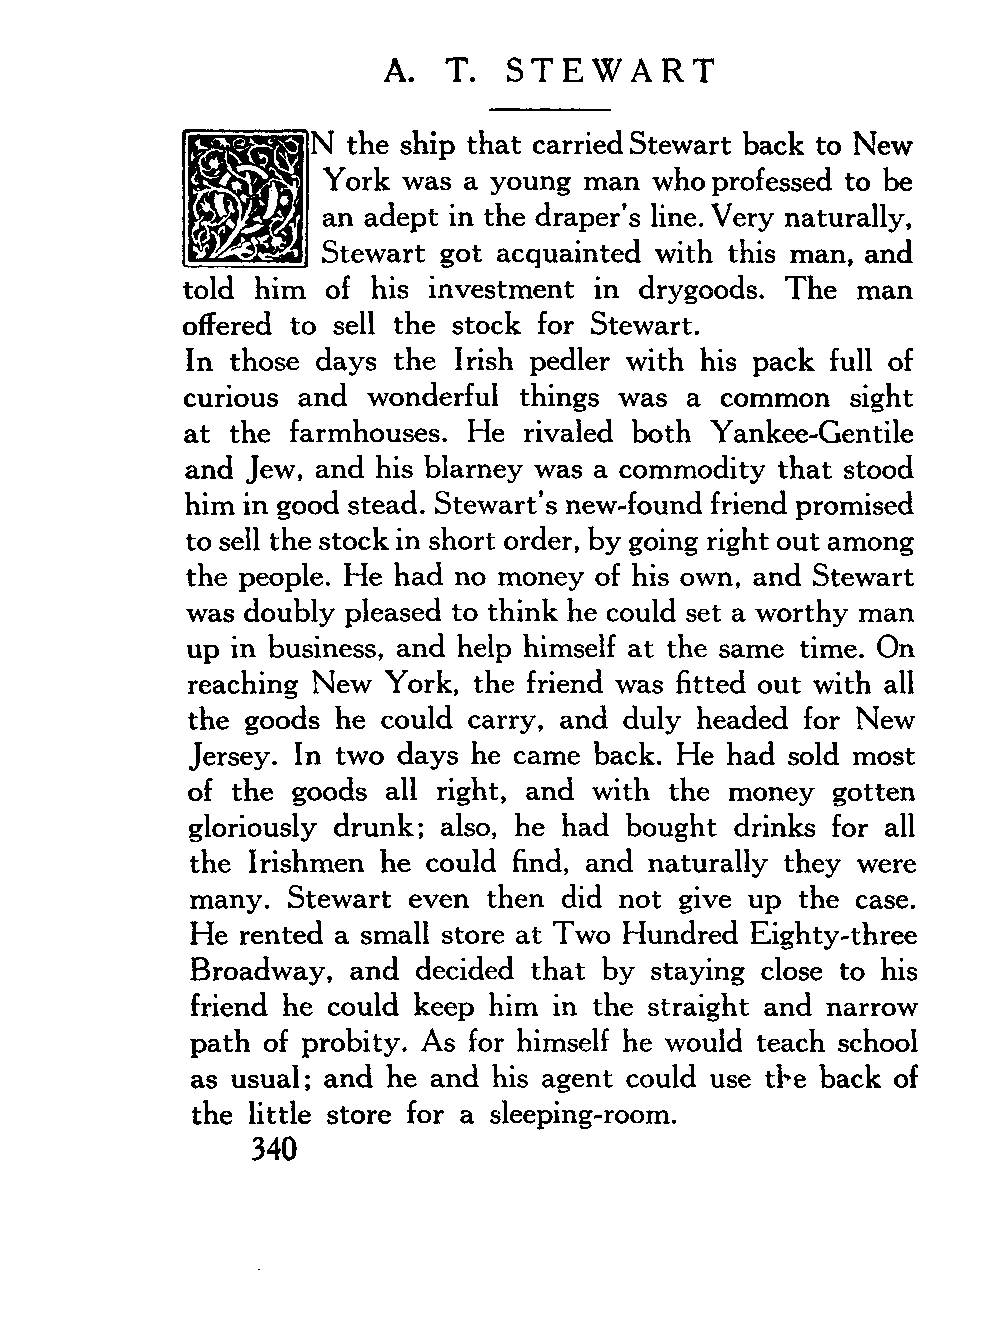 A. T. STEWART
ON the ship that carried Stewart back to New
York was a young man who professed to be
an adept in the draper's line. Very naturally,
Stewart got acquainted with this man, and
told him of his investment in drygoods. The man
offered to sell the stock for Stewart.
In those days the Irish pedler with his pack full of
curious and wonderful things was a common sight
at the farmhouses. He rivaled both Yankee-Gentile
and Jew, and his blarney was a commodity that stood
him in good stead. Stewart's new-found friend promised
to sell the stock in short order, by going right out among
the people. He had no money of his own, and Stewart
was doubly pleased to think he could set a worthy man
up in business, and help himself at the same time. On
reaching New York, the friend was fitted out with all
the goods he could carry, and duly headed for New
Jersey. In two days he came back. He had sold most
of the goods all right, and with the money gotten
gloriously drunk; also, he had bought drinks for all
the Irishmen he could find, and naturally they were
many. Stewart even then did not give up the case.
He rented a small store at Two Hundred Eighty-three
Broadway, and decided that by staying close to his
friend he could keep him in the straight and narrow
path of probity. As for himself he would teach school
as usual; and he and his agent could use the back of
the little store for a sleeping-room.
340